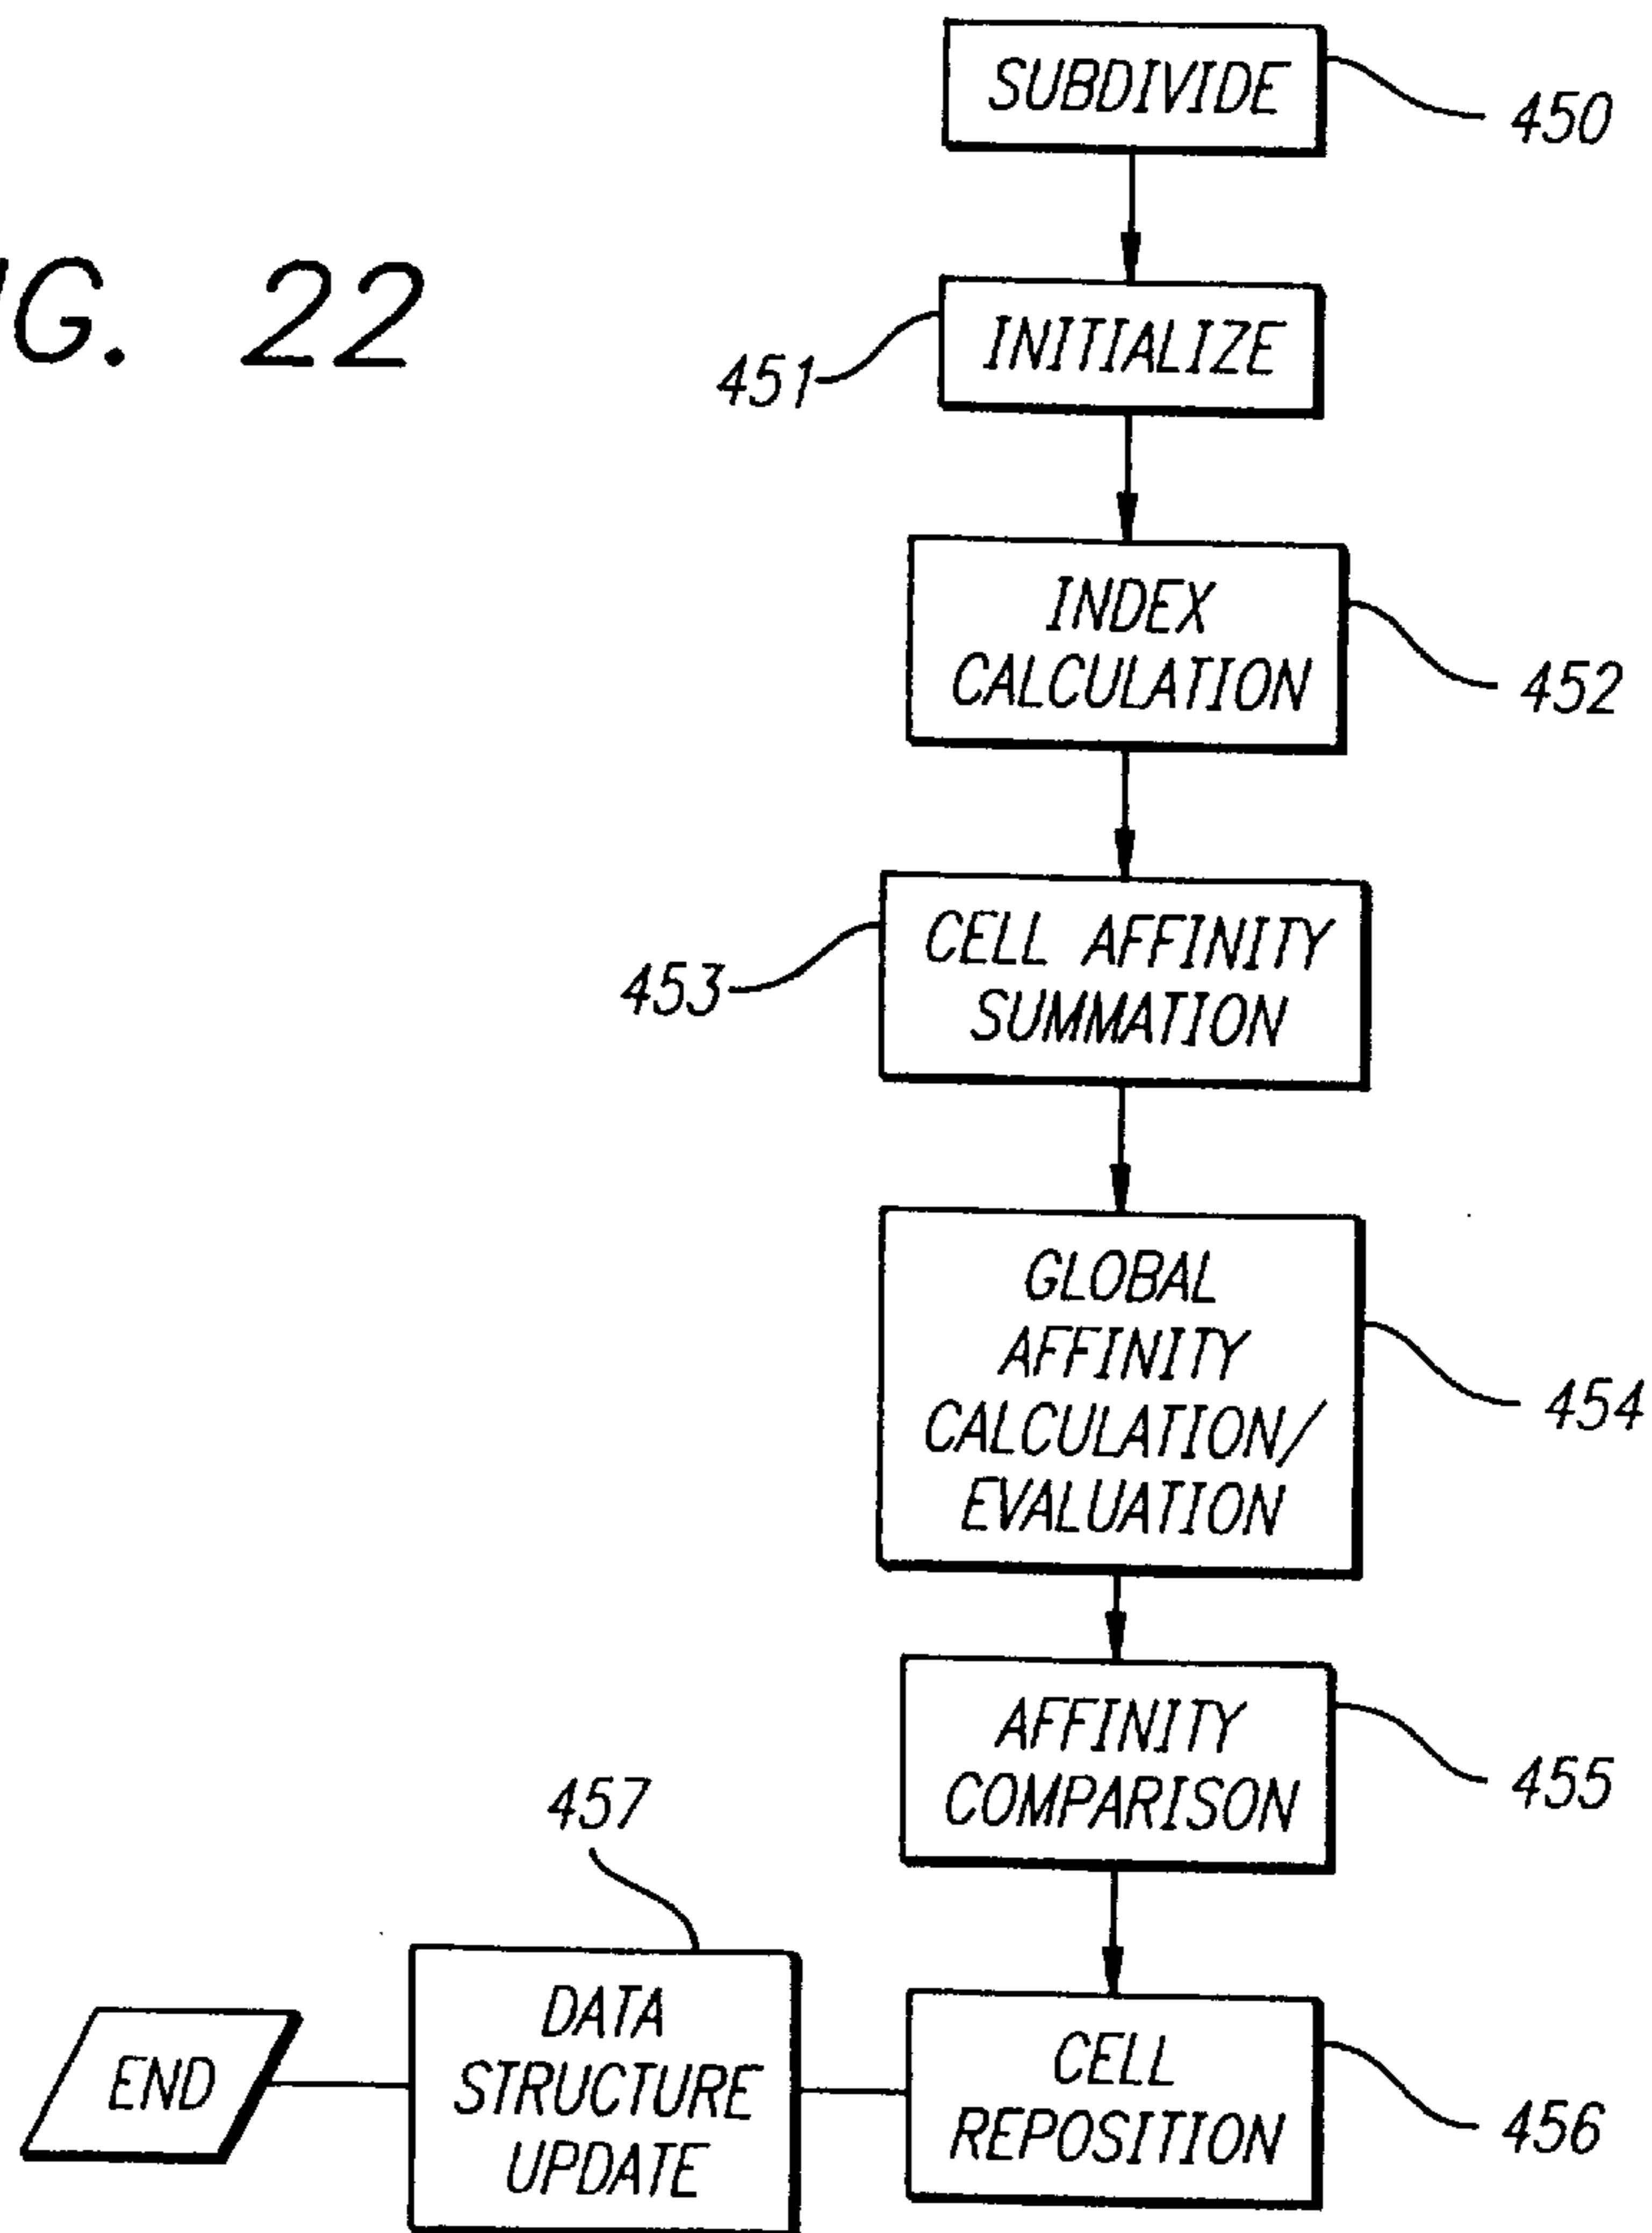 SUBDIVIDE
450
G. 22
INITIALIZE
451
INDEX
CALCULATION
452
CELL AFFINITY
SUMMATION
453
GLOBAL
AFFINITY
CALCULATION/
EVALUATION
454
AFFINITY
COMPARISON
455
457
DATA
STRUCTURE
UPDATE
CELL
REPOSITION
456
END